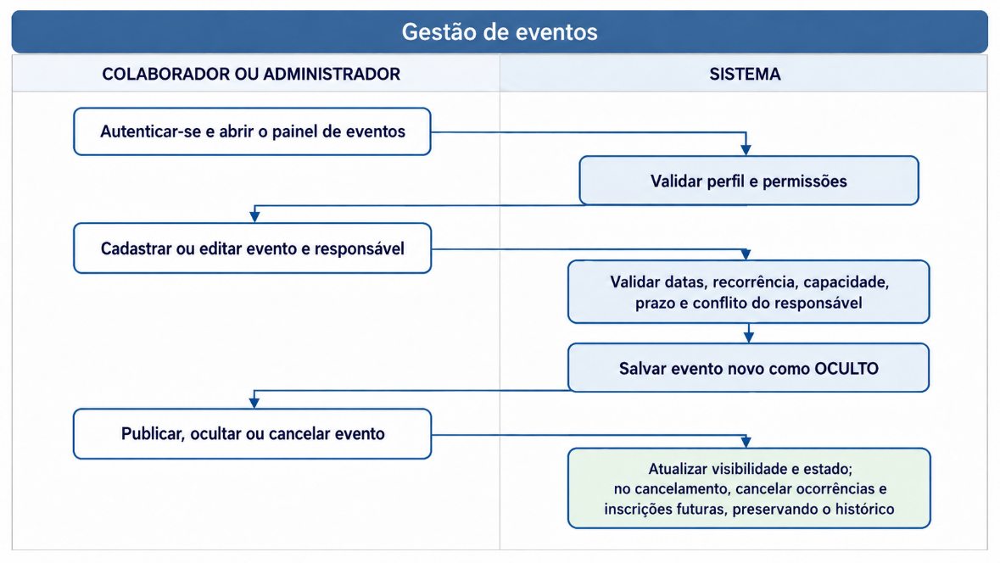 Gestão de eventos
COLABORADOR OU ADMINISTRADOR
SISTEMA
Autenticar-se e abrir o painel de eventos
Validar perfil e permissões
Cadastrar ou editar evento e responsável
Validar datas, recorrência, capacidade,
prazo e conflito do responsável
Salvar evento novo como OCULTO
Publicar, ocultar ou cancelar evento
Atualizar visibilidade e estado;
no cancelamento, cancelar ocorrências e
inscrições futuras, preservando o histórico